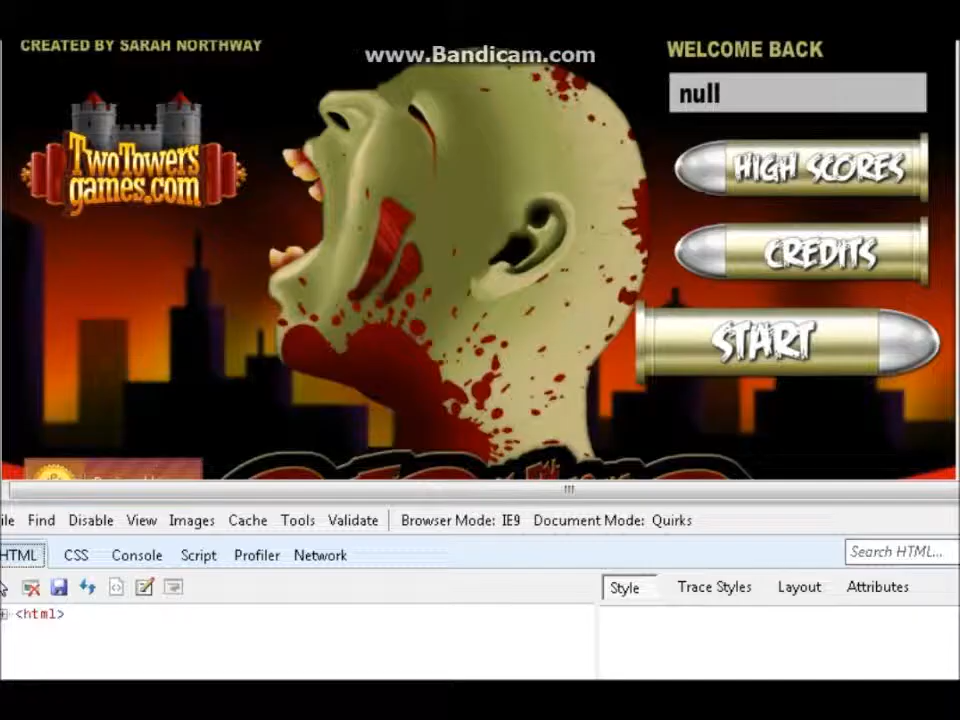 CREATED BY SARAH NORTHWAY
www.Bandicam.com
WELCOME BACK
null
TwoTowers
games.com
HIGH SCORES
CREDITS
START
ile Find Disable View Images Cache Tools Validate Browser Mode: IE9 Document Mode: Quirks
HTML CSS Console Script Profiler Network Search HTML...
Style Trace Styles Layout Attributes
<html>